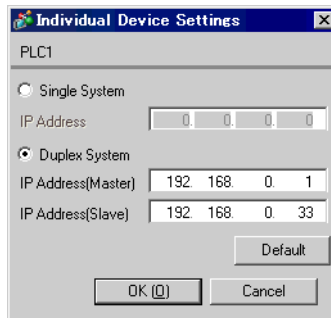 Individual Device Settings
PLC1
Single System
IP Address 0. 0. 0. 0
Duplex System
IP Address(Master) 192. 168. 0. 1
IP Address(Slave) 192. 168. 0. 33
Default
OK (O) Cancel